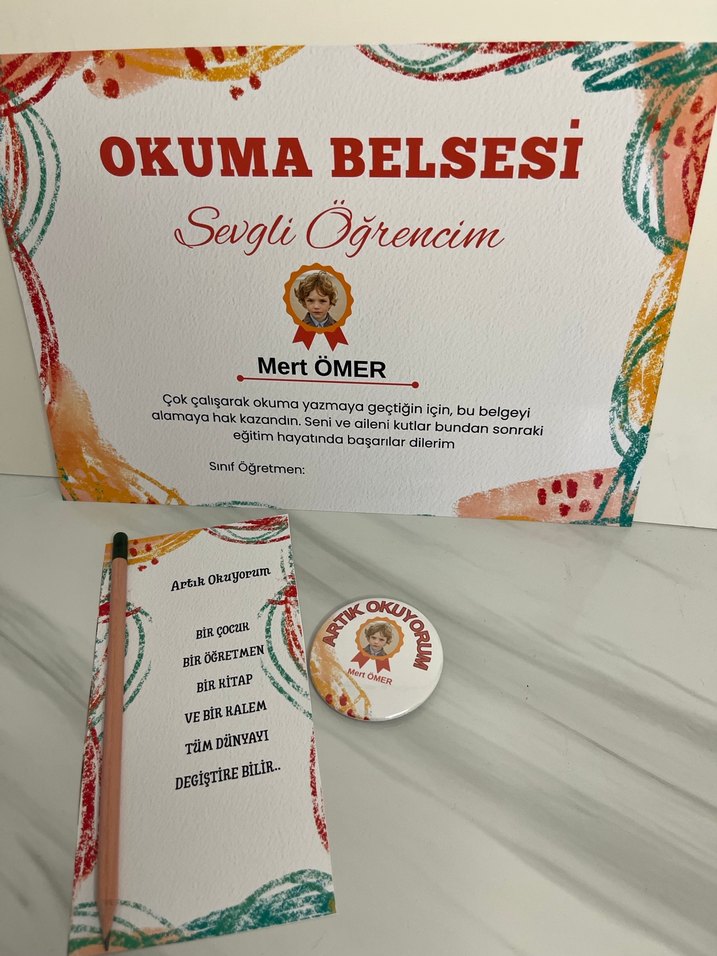 OKUMA BELSESİ
Sevgli Öğrencim
Mert ÖMER
Çok çalışarak okuma yazmaya geçtiğin için, bu belgeyi
alamaya hak kazandın. Seni ve aileni kutlar bundan sonraki
eğitim hayatında başarılar dilerim
Sınıf Öğretmen:
Artık Okuyorum
BİR ÇOCUK
BİR ÖĞRETMEN
BİR KİTAP
VE BİR KALEM
TÜM DÜNYAYI
DEGİŞTİRE BİLİR..
ARTIK OKUYORUM
Mert ÖMER